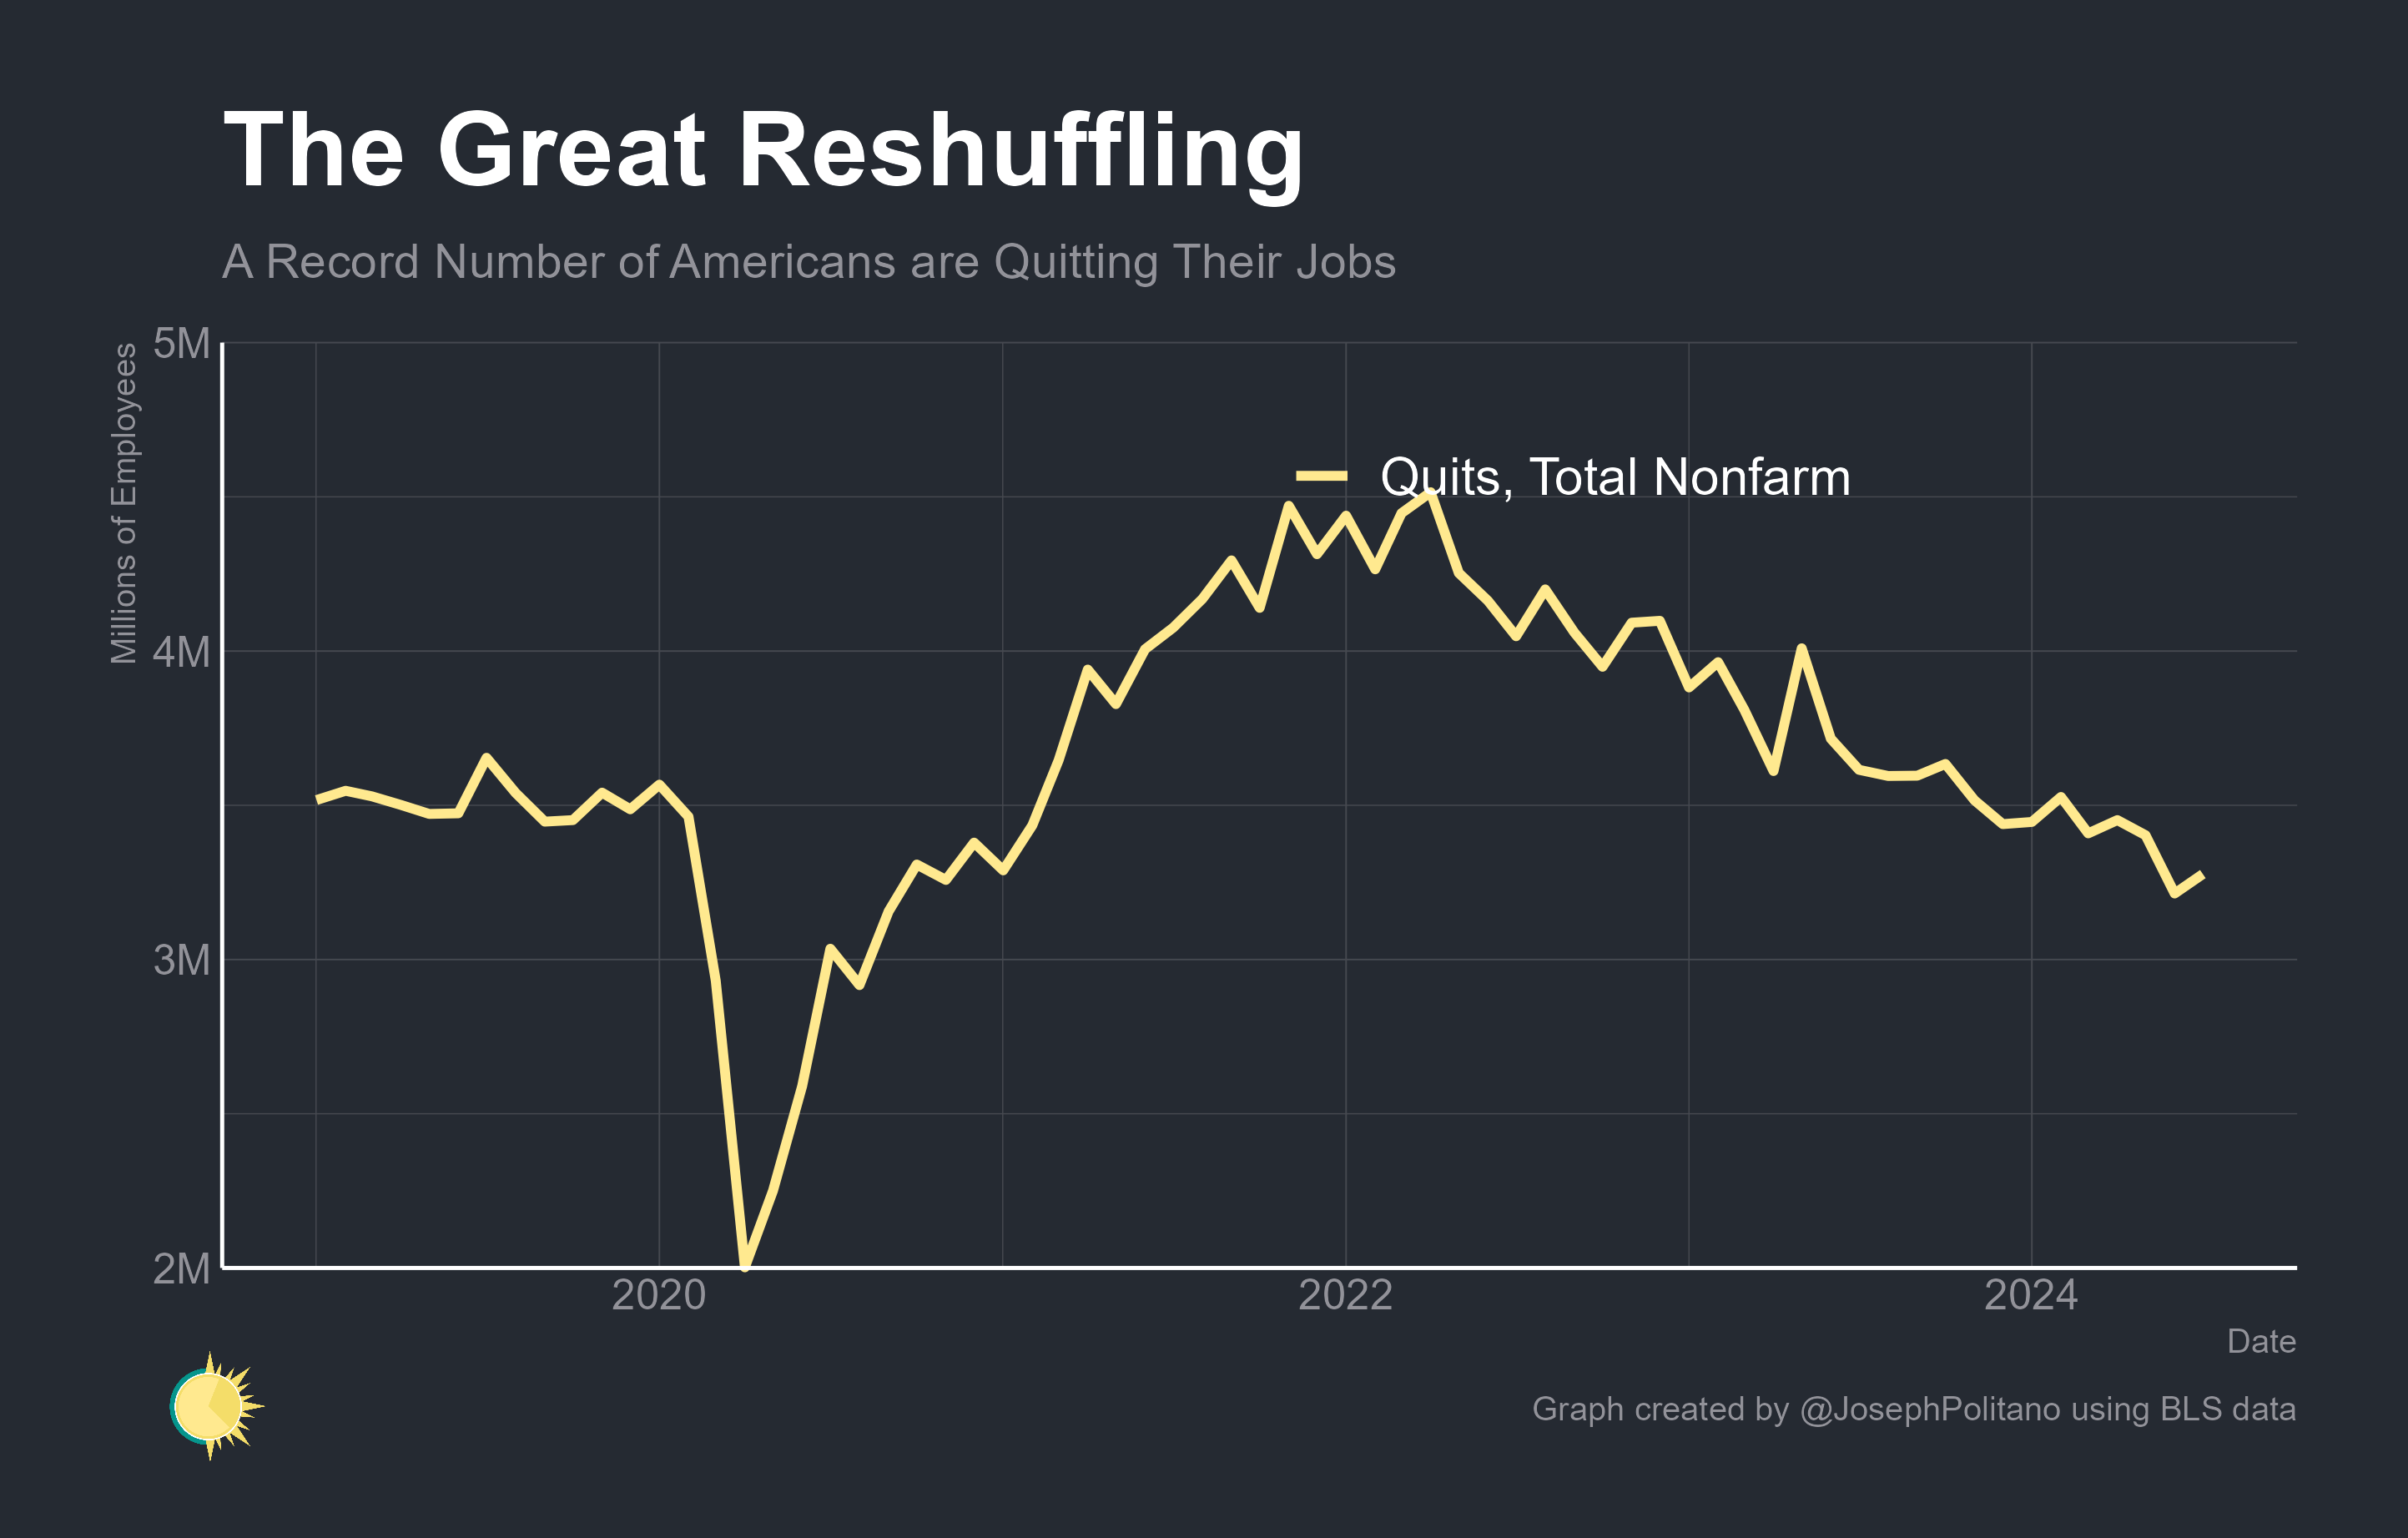 The Great Reshuffling
A Record Number of Americans are Quitting Their Jobs
Millions of Employees
5M
4M
3M
2M
Quits, Total Nonfarm
2020
2022
2024
Date
Graph created by @JosephPolitano using BLS data